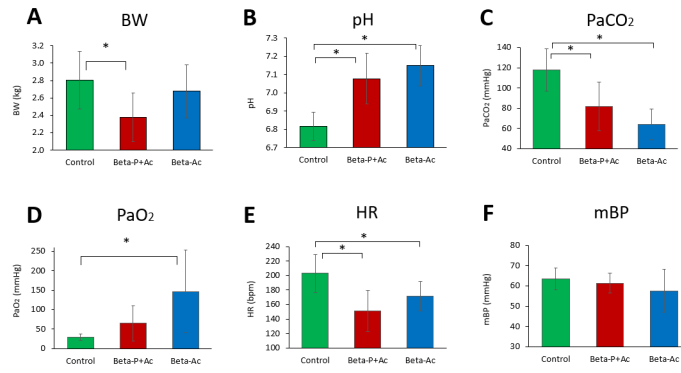 A
BW
*
BW (kg)
3.2
3.0
2.8
2.6
2.4
2.2
2.0
Control
Beta-P+Ac
Beta-Ac
B
pH
*
*
pH
7.3
7.2
7.1
7.0
6.9
6.8
6.7
6.6
Control
Beta-P+Ac
Beta-Ac
C
PaCO2
*
*
PaCO2 (mmHg)
140
120
100
80
60
40
Control
Beta-P+Ac
Beta-Ac
D
PaO2
*
PaO2 (mmHg)
250
200
150
100
50
0
Control
Beta-P+Ac
Beta-Ac
E
HR
*
*
HR (bpm)
240
220
200
180
160
140
120
100
Control
Beta-P+Ac
Beta-Ac
F
mBP
mBP (mmHg)
80
70
60
50
40
30
Control
Beta-P+Ac
Beta-Ac